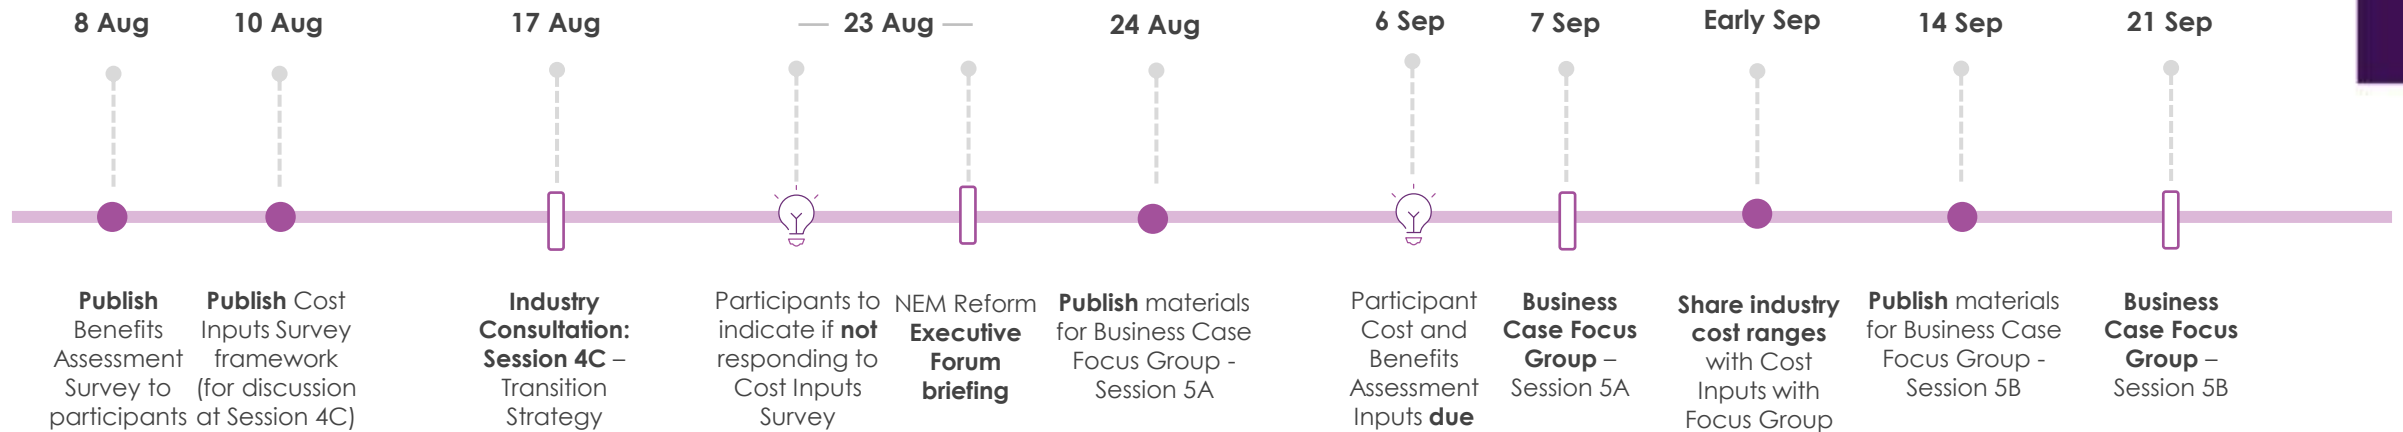 8 Aug
10 Aug
17 Aug
23 Aug
24 Aug
6 Sep
7 Sep
Early Sep
14 Sep
21 Sep
Publish
Benefits
Assessment
Survey to
participants
Publish Cost
Inputs Survey
framework
(for discussion
at Session 4C)
Industry
Consultation:
Session 4C –
Transition
Strategy
Participants to
indicate if not
responding to
Cost Inputs
Survey
NEM Reform
Executive
Forum
briefing
Publish materials
for Business Case
Focus Group -
Session 5A
Participant
Cost and
Benefits
Assessment
Inputs due
Business
Case Focus
Group –
Session 5A
Share industry
cost ranges
with Cost
Inputs with
Focus Group
Publish materials
for Business Case
Focus Group -
Session 5B
Business
Case Focus
Group –
Session 5B